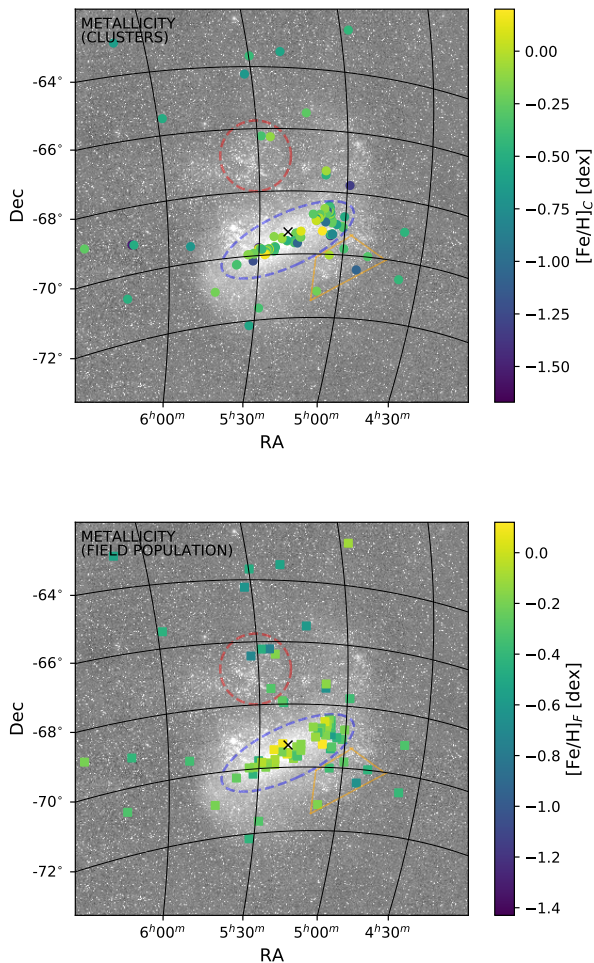 METALLICITY
(CLUSTERS)
-64°
-66°
-68°
-70°
-72°
Dec
6ʰ00ᵐ
5ʰ30ᵐ
5ʰ00ᵐ
4ʰ30ᵐ
RA
0.00
−0.25
−0.50
−0.75
−1.00
−1.25
−1.50
[Fe/H]_C [dex]
METALLICITY
(FIELD POPULATION)
-64°
-66°
-68°
-70°
-72°
Dec
6ʰ00ᵐ
5ʰ30ᵐ
5ʰ00ᵐ
4ʰ30ᵐ
RA
0.0
−0.2
−0.4
−0.6
−0.8
−1.0
−1.2
−1.4
[Fe/H]_F [dex]